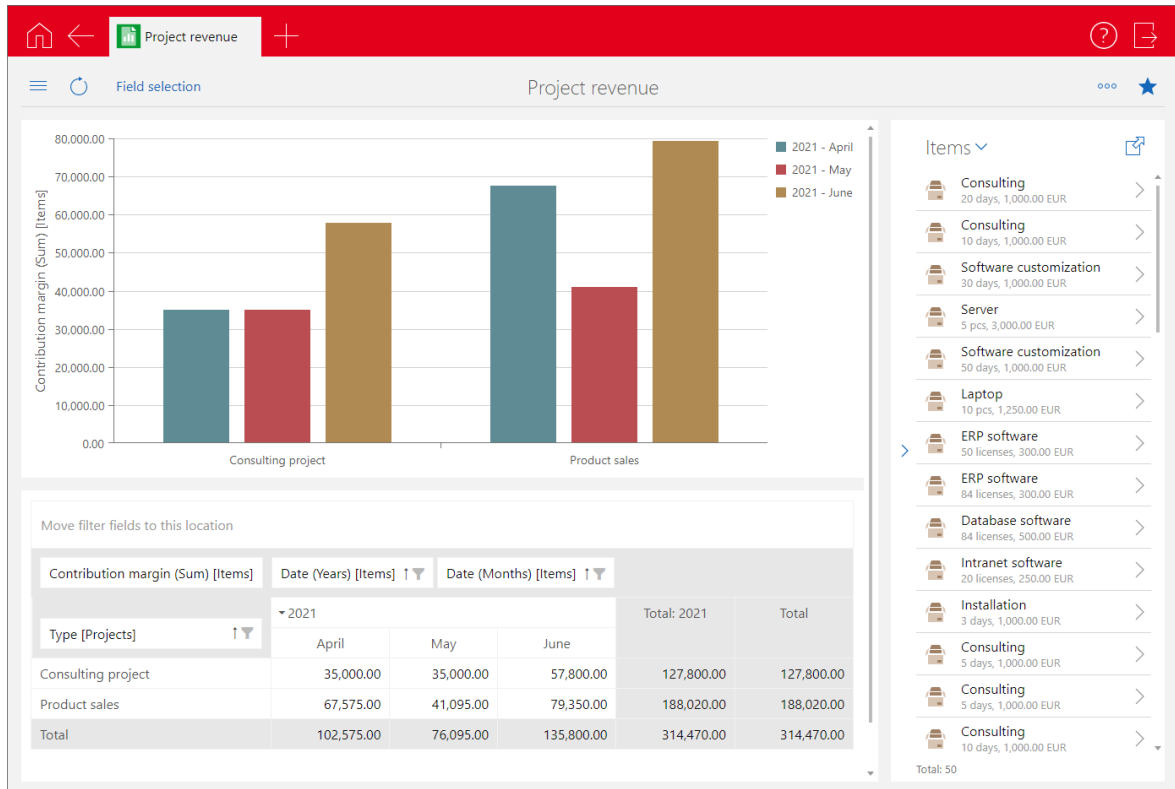 Project revenue
Field selection
Project revenue
80,000.00
70,000.00
60,000.00
50,000.00
40,000.00
30,000.00
20,000.00
10,000.00
0.00
Contribution margin (Sum) [Items]
Consulting project
Product sales
2021 - April
2021 - May
2021 - June
Move filter fields to this location
Contribution margin (Sum) [Items] Date (Years) [Items] Date (Months) [Items]
2021 Total: 2021 Total
Type [Projects]
April May June
Consulting project 35,000.00 35,000.00 57,800.00 127,800.00 127,800.00
Product sales 67,575.00 41,095.00 79,350.00 188,020.00 188,020.00
Total 102,575.00 76,095.00 135,800.00 314,470.00 314,470.00
Items
Consulting
20 days, 1,000.00 EUR
Consulting
10 days, 1,000.00 EUR
Software customization
30 days, 1,000.00 EUR
Server
5 pcs, 3,000.00 EUR
Software customization
50 days, 1,000.00 EUR
Laptop
10 pcs, 1,250.00 EUR
ERP software
50 licenses, 300.00 EUR
ERP software
84 licenses, 300.00 EUR
Database software
84 licenses, 500.00 EUR
Intranet software
20 licenses, 250.00 EUR
Installation
3 days, 1,000.00 EUR
Consulting
5 days, 1,000.00 EUR
Consulting
5 days, 1,000.00 EUR
Consulting
10 days, 1,000.00 EUR
Total: 50